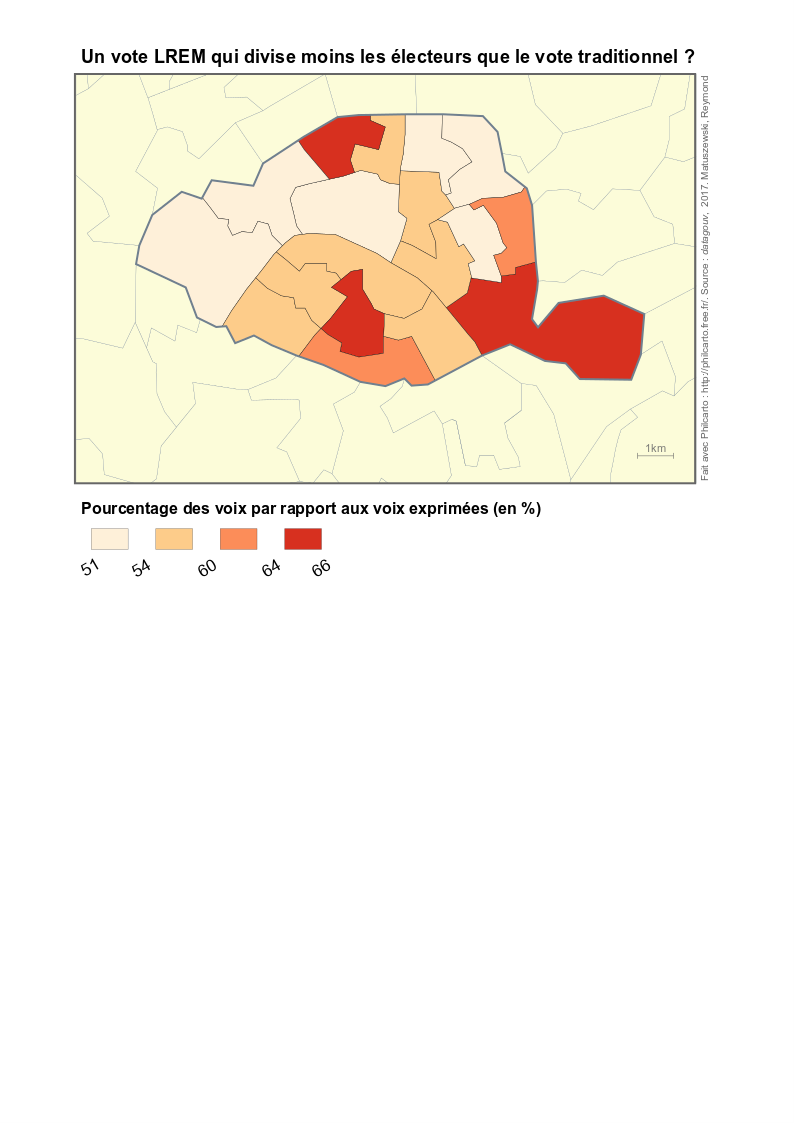 Un vote LREM qui divise moins les électeurs que le vote traditionnel ?
Fait avec Philcarto : http://philcarto.free.fr/. Source : datagouv, 2017. Matuszewski, Reymond
1km
Pourcentage des voix par rapport aux voix exprimées (en %)
51 54 60 64 66